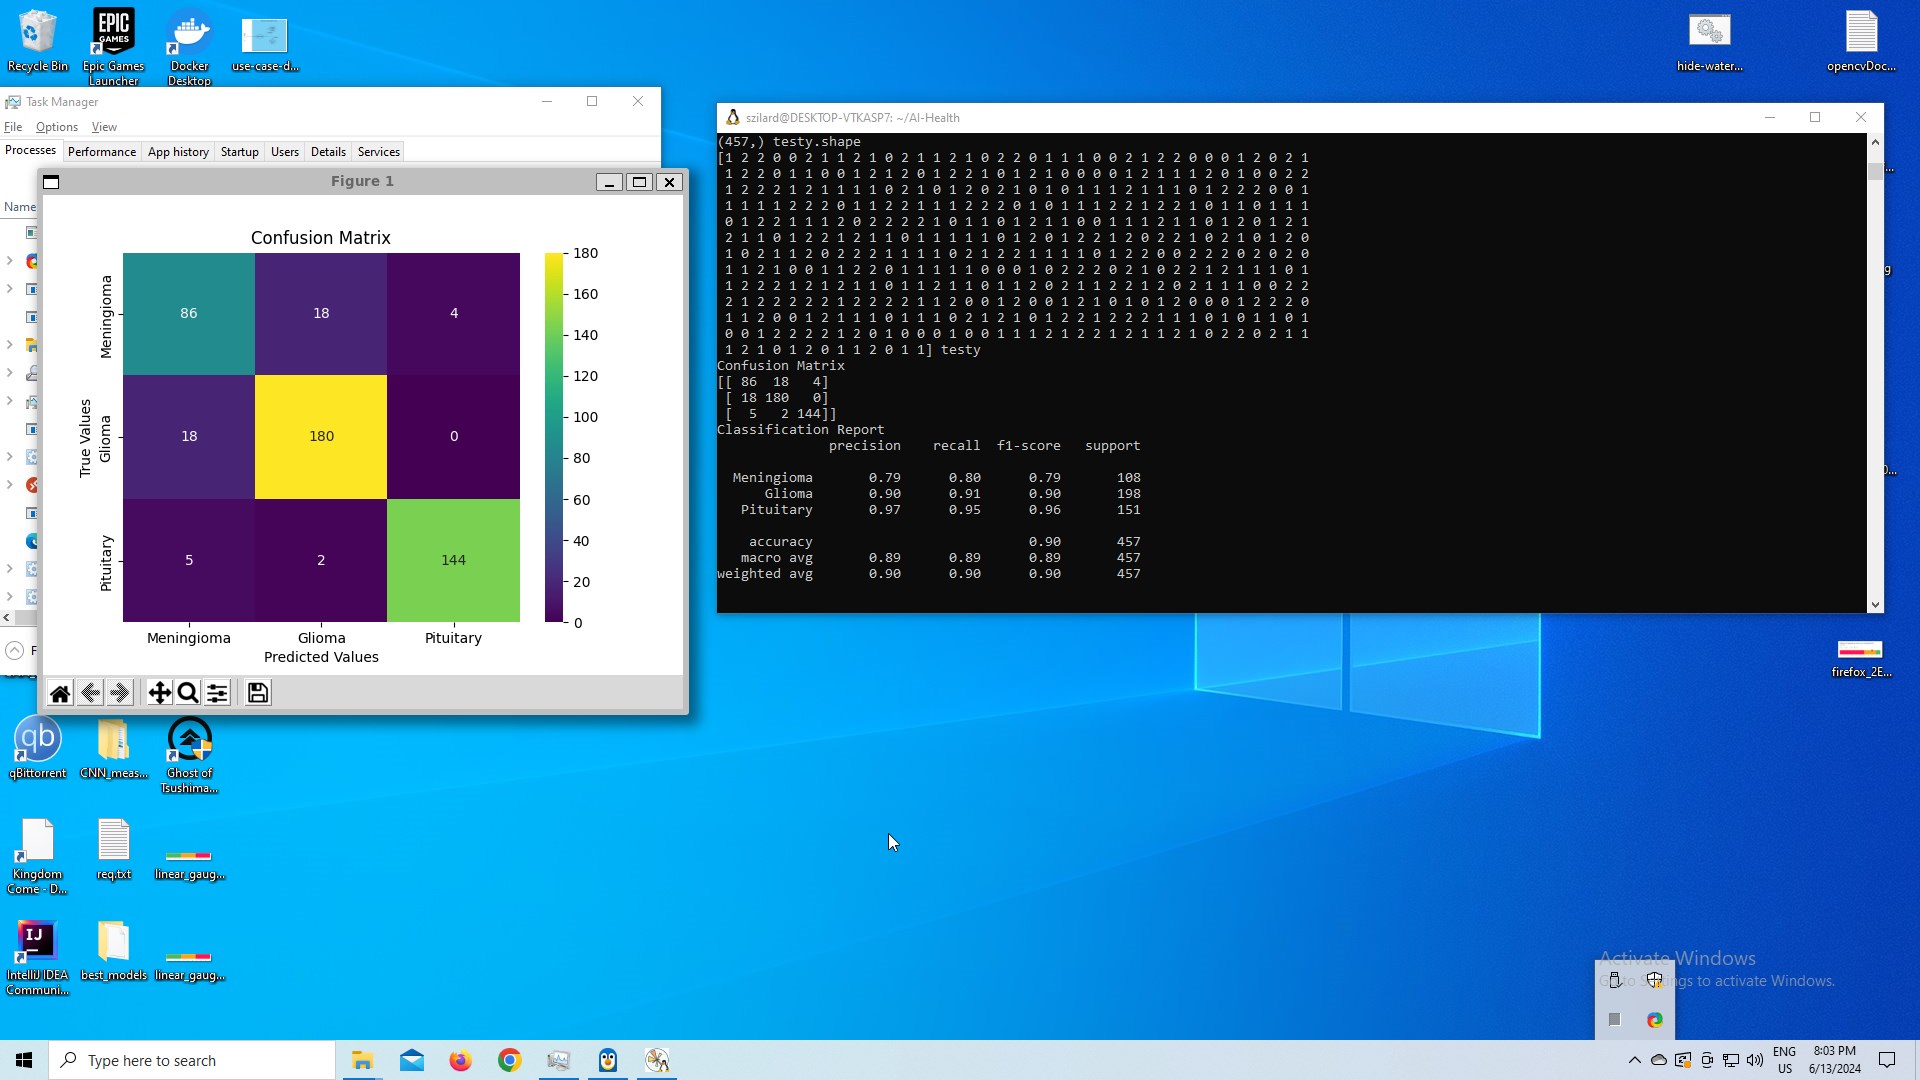 Recycle Bin
Epic Games Launcher
Docker Desktop
use-case-d...
hide-water...
opencvDoc...
Task Manager
File Options View
Processes Performance App history Startup Users Details Services
Name
Figure 1
Confusion Matrix
180
160
140
120
100
80
60
40
20
0
True Values
Meningioma
Glioma
Pituitary
86 18 4
18 180 0
5 2 144
Meningioma Glioma Pituitary
Predicted Values
szilard@DESKTOP-VTKASP7: ~/AI-Health
(457,) testy.shape
[1 2 2 0 0 2 1 1 2 1 0 2 1 1 2 1 0 2 2 0 1 1 1 0 0 2 1 2 2 0 0 0 1 2 0 2 1
1 2 2 0 1 1 0 0 1 2 1 2 0 1 2 2 1 0 1 2 1 0 0 0 0 1 2 1 1 1 2 0 1 0 0 2 2
1 2 2 2 1 2 1 1 1 1 0 2 1 0 1 2 0 2 1 0 1 0 1 1 1 2 1 1 1 0 1 2 2 2 0 0 1
1 1 1 1 2 2 2 0 2 1 1 1 2 1 1 2 2 2 0 1 0 1 1 1 2 2 1 2 2 1 0 1 1 0 1 1 1
0 1 2 2 1 1 1 2 0 2 2 2 2 1 0 1 1 0 1 2 1 1 0 0 1 1 1 2 1 1 0 1 2 0 1 2 1
2 1 1 0 1 2 2 1 2 1 1 0 1 1 1 1 1 0 1 2 0 1 2 2 1 2 0 2 2 1 0 2 1 0 1 2 0
1 0 2 1 1 2 0 2 2 2 1 1 1 1 2 0 1 2 2 1 1 1 1 0 1 2 2 0 0 2 2 2 0 2 0 2 0
1 1 2 1 0 0 1 1 2 2 0 1 1 1 1 1 0 0 0 1 0 2 2 2 0 2 1 0 2 2 1 2 1 1 1 0 1
1 2 2 2 1 2 1 2 1 1 2 2 1 1 1 0 1 0 2 0 2 1 1 2 2 1 2 0 2 1 1 1 0 0 2 2
2 1 2 2 2 2 2 1 2 2 2 2 1 1 2 0 0 1 2 0 0 1 2 1 0 1 0 1 2 0 0 0 1 2 2 2 0
1 1 2 0 0 1 2 1 1 1 0 1 1 1 0 2 1 2 1 0 1 2 2 1 2 2 2 1 1 1 0 1 0 1 1 0 1
0 0 1 2 2 2 2 1 2 0 1 0 0 0 1 0 0 1 1 1 2 1 2 2 1 2 1 1 2 1 0 2 2 0 2 1 1
1 2 1 0 1 2 0 1 1 2 0 1 1] testy
Confusion Matrix
[[ 86 18 4]
[ 18 180 0]
[ 5 2 144]]
Classification Report
precision recall f1-score support
Meningioma 0.79 0.80 0.79 108
Glioma 0.90 0.91 0.90 198
Pituitary 0.97 0.95 0.96 151
accuracy 0.90 457
macro avg 0.89 0.89 0.89 457
weighted avg 0.90 0.90 0.90 457
firefox_2E...
qBittorrent
CNN_meas...
Ghost of Tsushima...
Kingdom Come - D...
req.txt
linear_gaug...
IntelliJ IDEA Communi...
best_models
linear_gaug...
Activate Windows
Go to Settings to activate Windows.
Type here to search
ENG
US
8:03 PM
6/13/2024